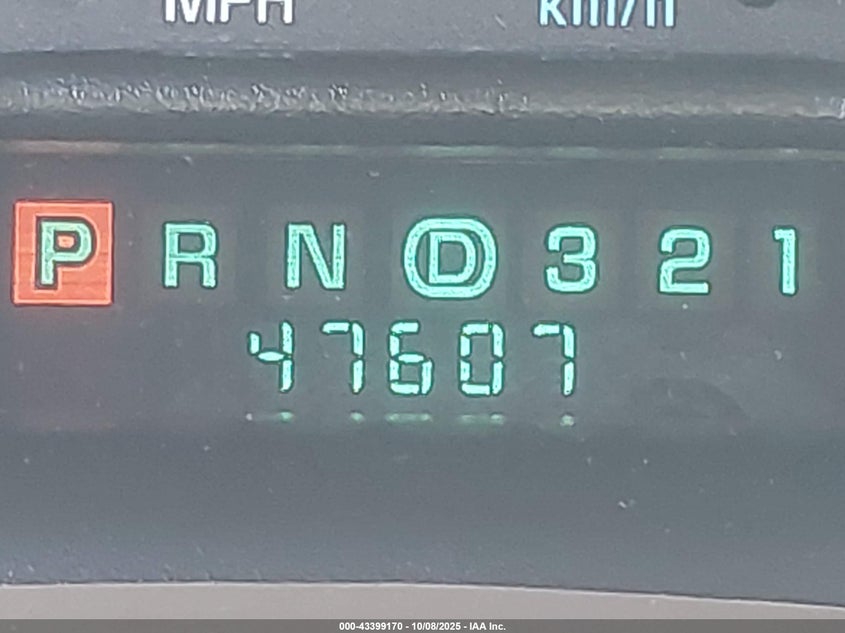 MPH km/h
P R N D 3 2 1
47607
000-43399170 - 10/08/2025 - IAA Inc.